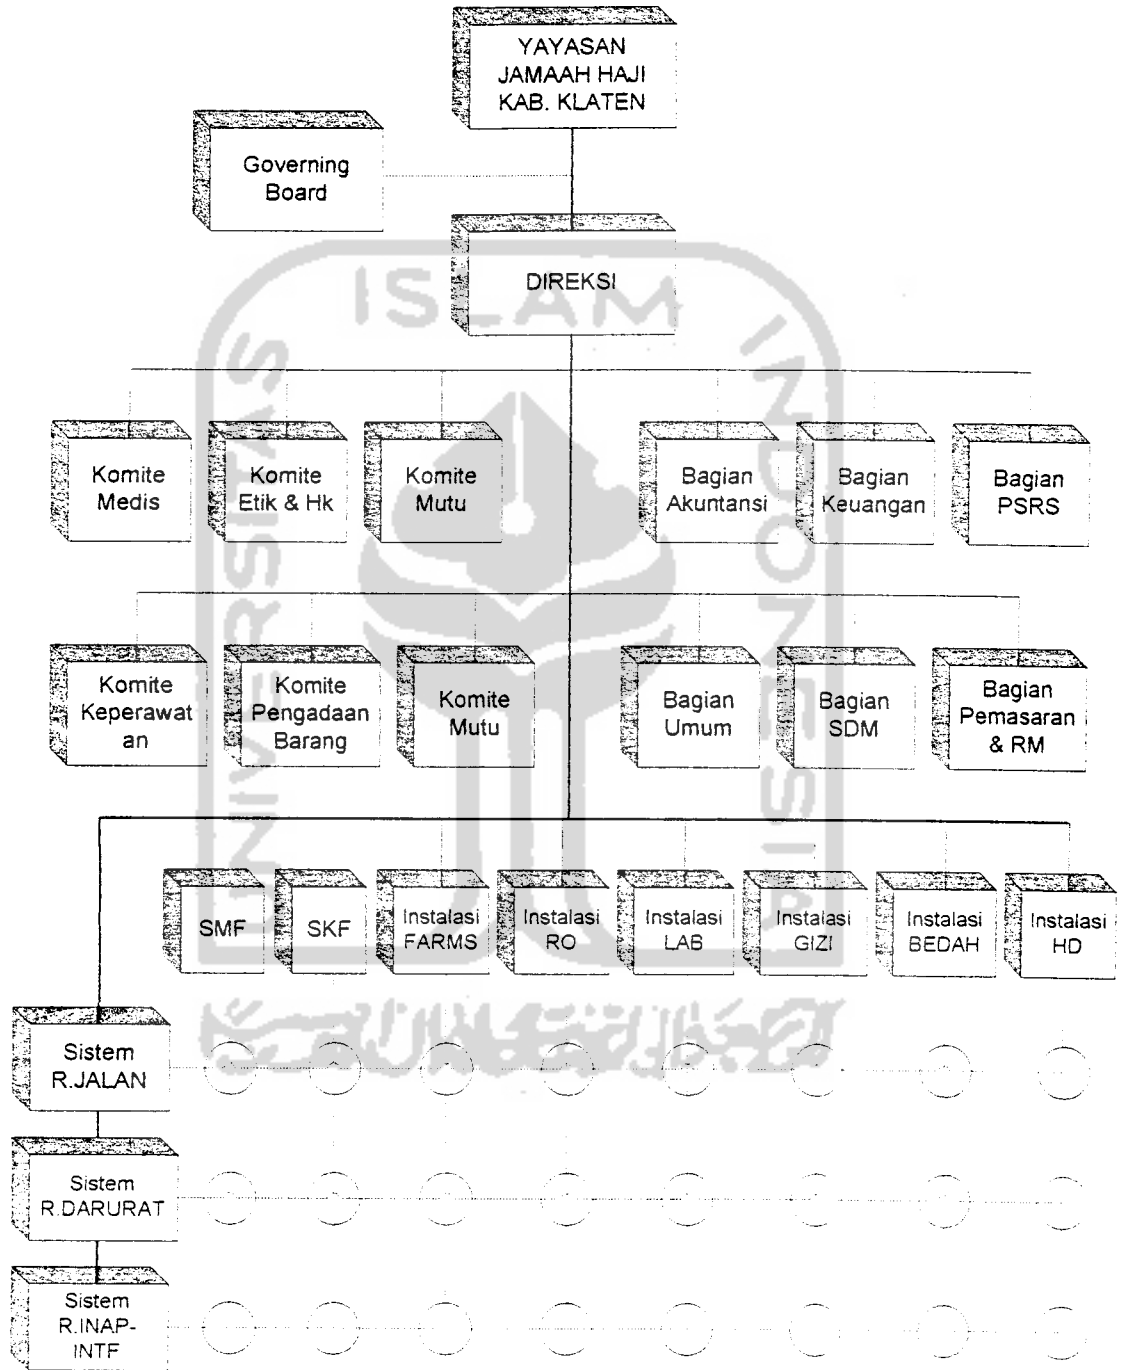 YAYASAN
JAMAAH HAJI
KAB. KLATEN
Governing
Board
DIREKSI
ISLAM
UNIVERSITAS
INDONESIA
Komite
Medis
Komite
Etik & Hk
Komite
Mutu
Bagian
Akuntansi
Bagian
Keuangan
Bagian
PSRS
Komite
Keperawat
an
Komite
Pengadaan
Barang
Komite
Mutu
Bagian
Umum
Bagian
SDM
Bagian
Pemasaran
& RM
SMF
SKF
Instalasi
FARMS
Instalasi
RO
Instalasi
LAB
Instalasi
GIZI
Instalasi
BEDAH
Instalasi
HD
Sistem
R.JALAN
Sistem
R.DARURAT
Sistem
R.INAP-
INTF